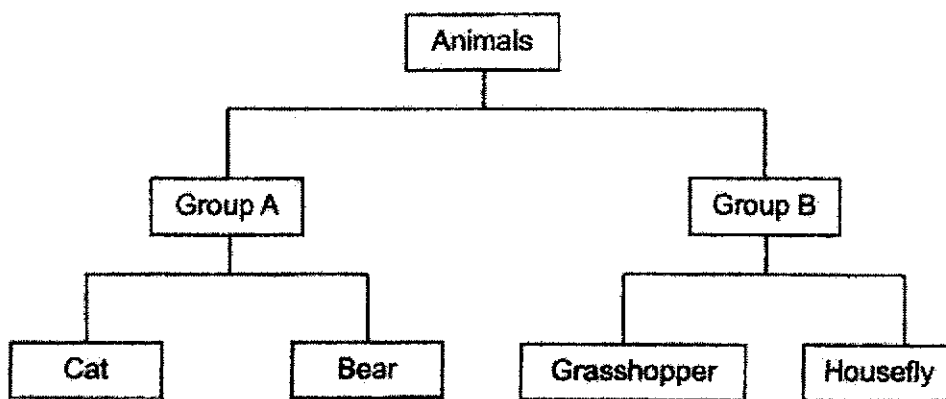 Animals
Group A
Group B
Cat
Bear
Grasshopper
Housefly